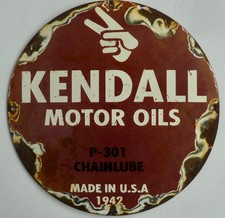 KENDALL
MOTOR OILS
P-301
CHAINLUBE
MADE IN U.S.A
1942